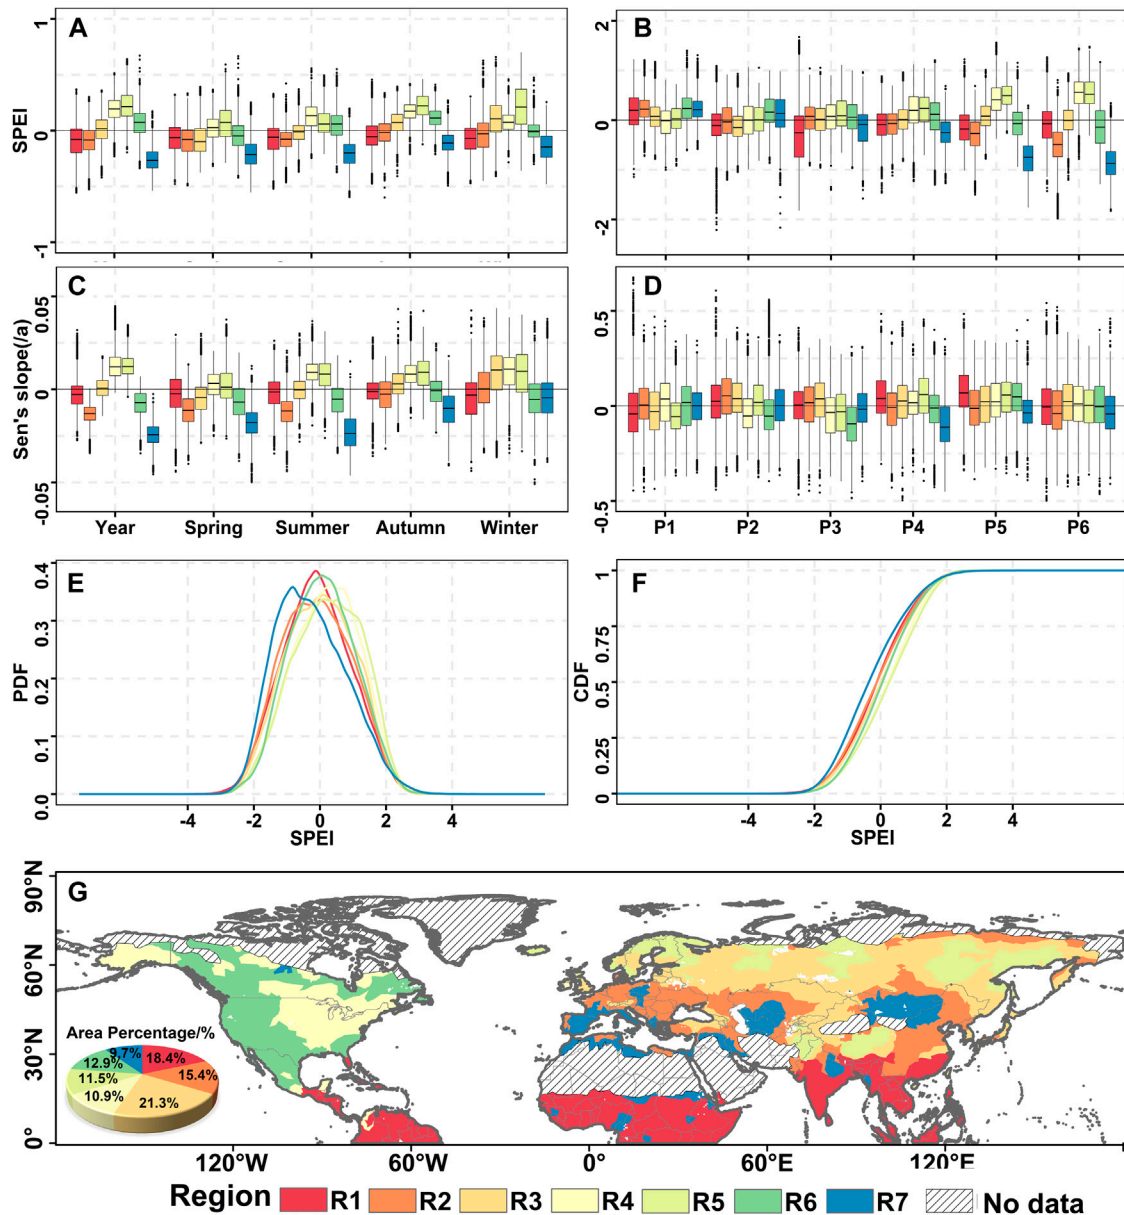 A
B
1
0
-1
SPEI
2
0
-2
C
D
0.05
0
-0.05
Sen's slope(/a)
0.5
0
-0.5
Year Spring Summer Autumn Winter
P1 P2 P3 P4 P5 P6
E
F
0.4
0.3
0.2
0.1
0.0
PDF
1
0.75
0.5
0.25
0
CDF
-4 -2 0 2 4
SPEI
-4 -2 0 2 4
SPEI
G
90°N
60°N
30°N
0°
Area Percentage/%
9.7%
18.4%
12.9%
15.4%
11.5%
10.9%
21.3%
120°W 60°W 0° 60°E 120°E
Region R1 R2 R3 R4 R5 R6 R7 No data